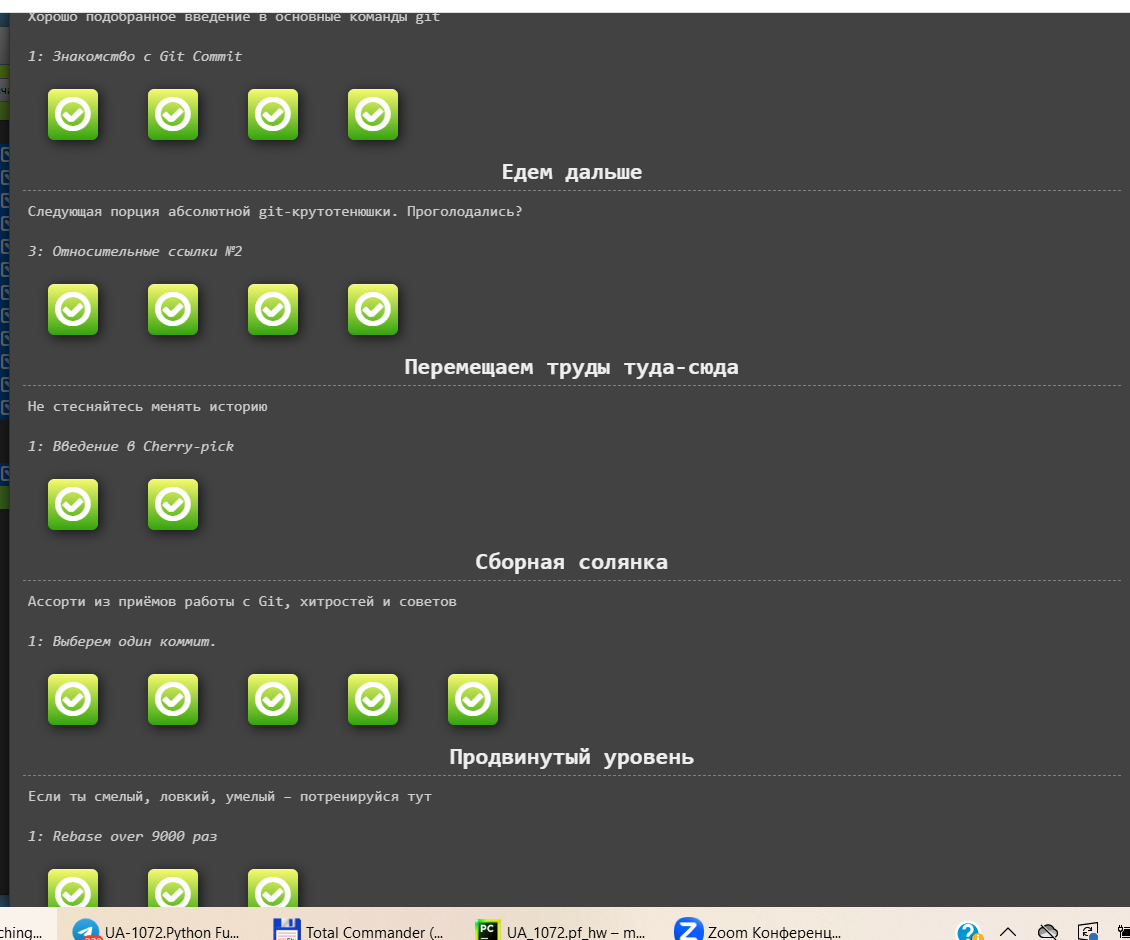 Хорошо подобранное введение в основные команды git
1: Знакомство с Git Commit
Едем дальше
Следующая порция абсолютной git-крутотенюшки. Проголодались?
3: Относительные ссылки №2
Перемещаем труды туда-сюда
Не стесняйтесь менять историю
1: Введение в Cherry-pick
Сборная солянка
Ассорти из приёмов работы с Git, хитростей и советов
1: Выберем один коммит.
Продвинутый уровень
Если ты смелый, ловкий, умелый – потренируйся тут
1: Rebase over 9000 раз
ching... UA-1072.Python Fu... Total Commander (... PC UA_1072.pf_hw – m... Z Zoom Конференц...